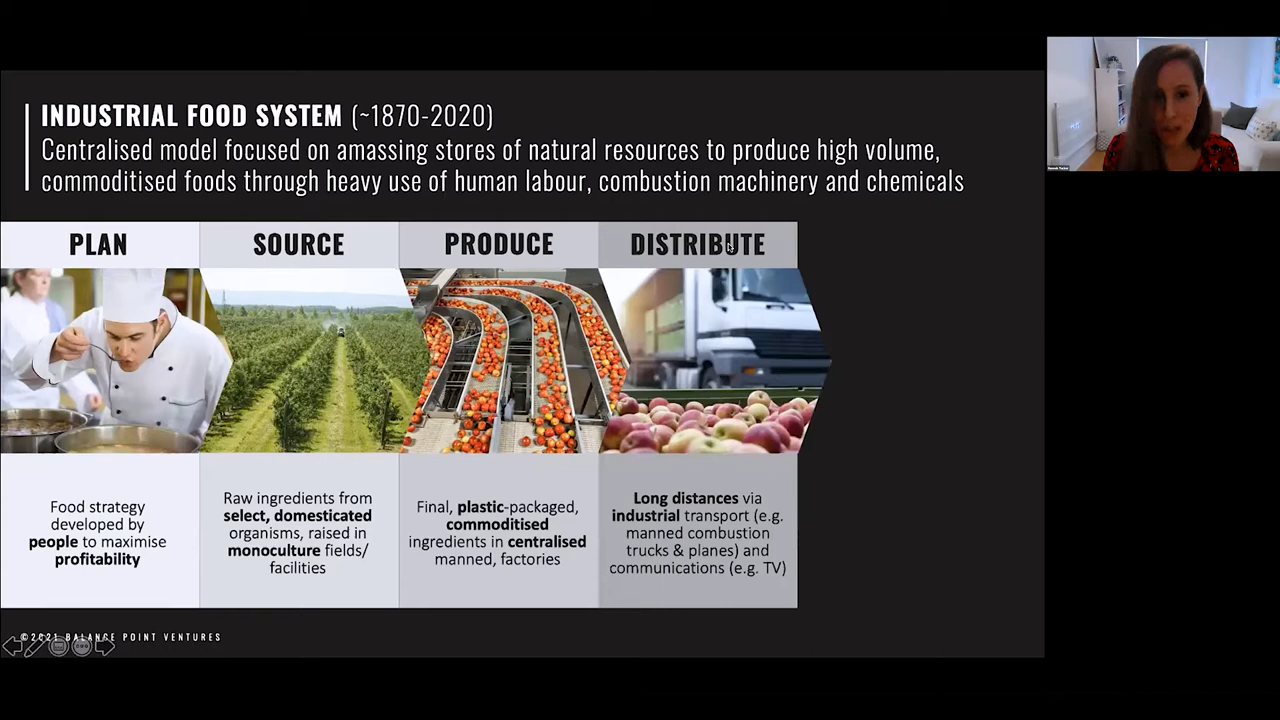 INDUSTRIAL FOOD SYSTEM (~1870-2020)
Centralised model focused on amassing stores of natural resources to produce high volume,
commoditised foods through heavy use of human labour, combustion machinery and chemicals
PLAN
SOURCE
PRODUCE
DISTRIBUTE
Food strategy
developed by
people to maximise
profitability
Raw ingredients from
select, domesticated
organisms, raised in
monoculture fields/
facilities
Final, plastic-packaged,
commoditised
ingredients in centralised
manned, factories
Long distances via
industrial transport (e.g.
manned combustion
trucks & planes) and
communications (e.g. TV)
©2021 BALANCE POINT VENTURES